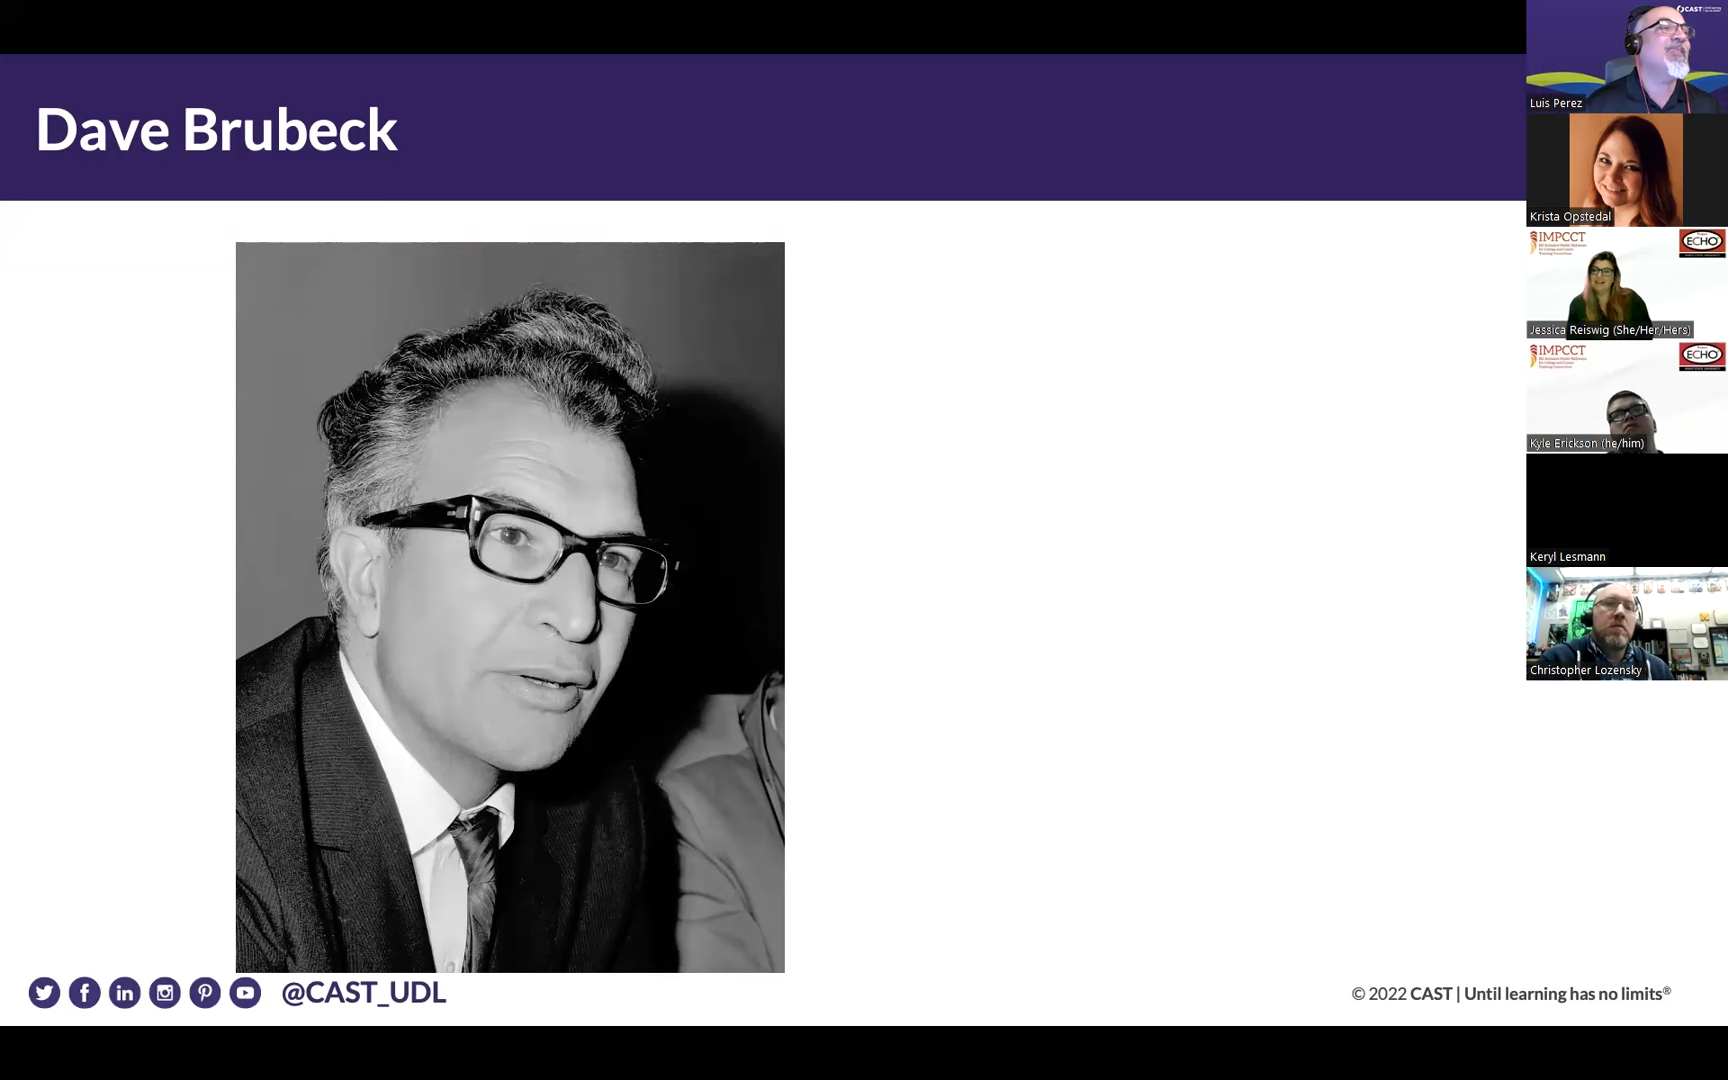 Dave Brubeck
@CAST_UDL
© 2022 CAST | Until learning has no limits®
CAST
Luis Perez
Krista Opstedal
IMPCCT
ECHO
Jessica Reiswig (She/Her/Hers)
IMPCCT
ECHO
Kyle Erickson (he/him)
Keryl Lesmann
Christopher Lozensky